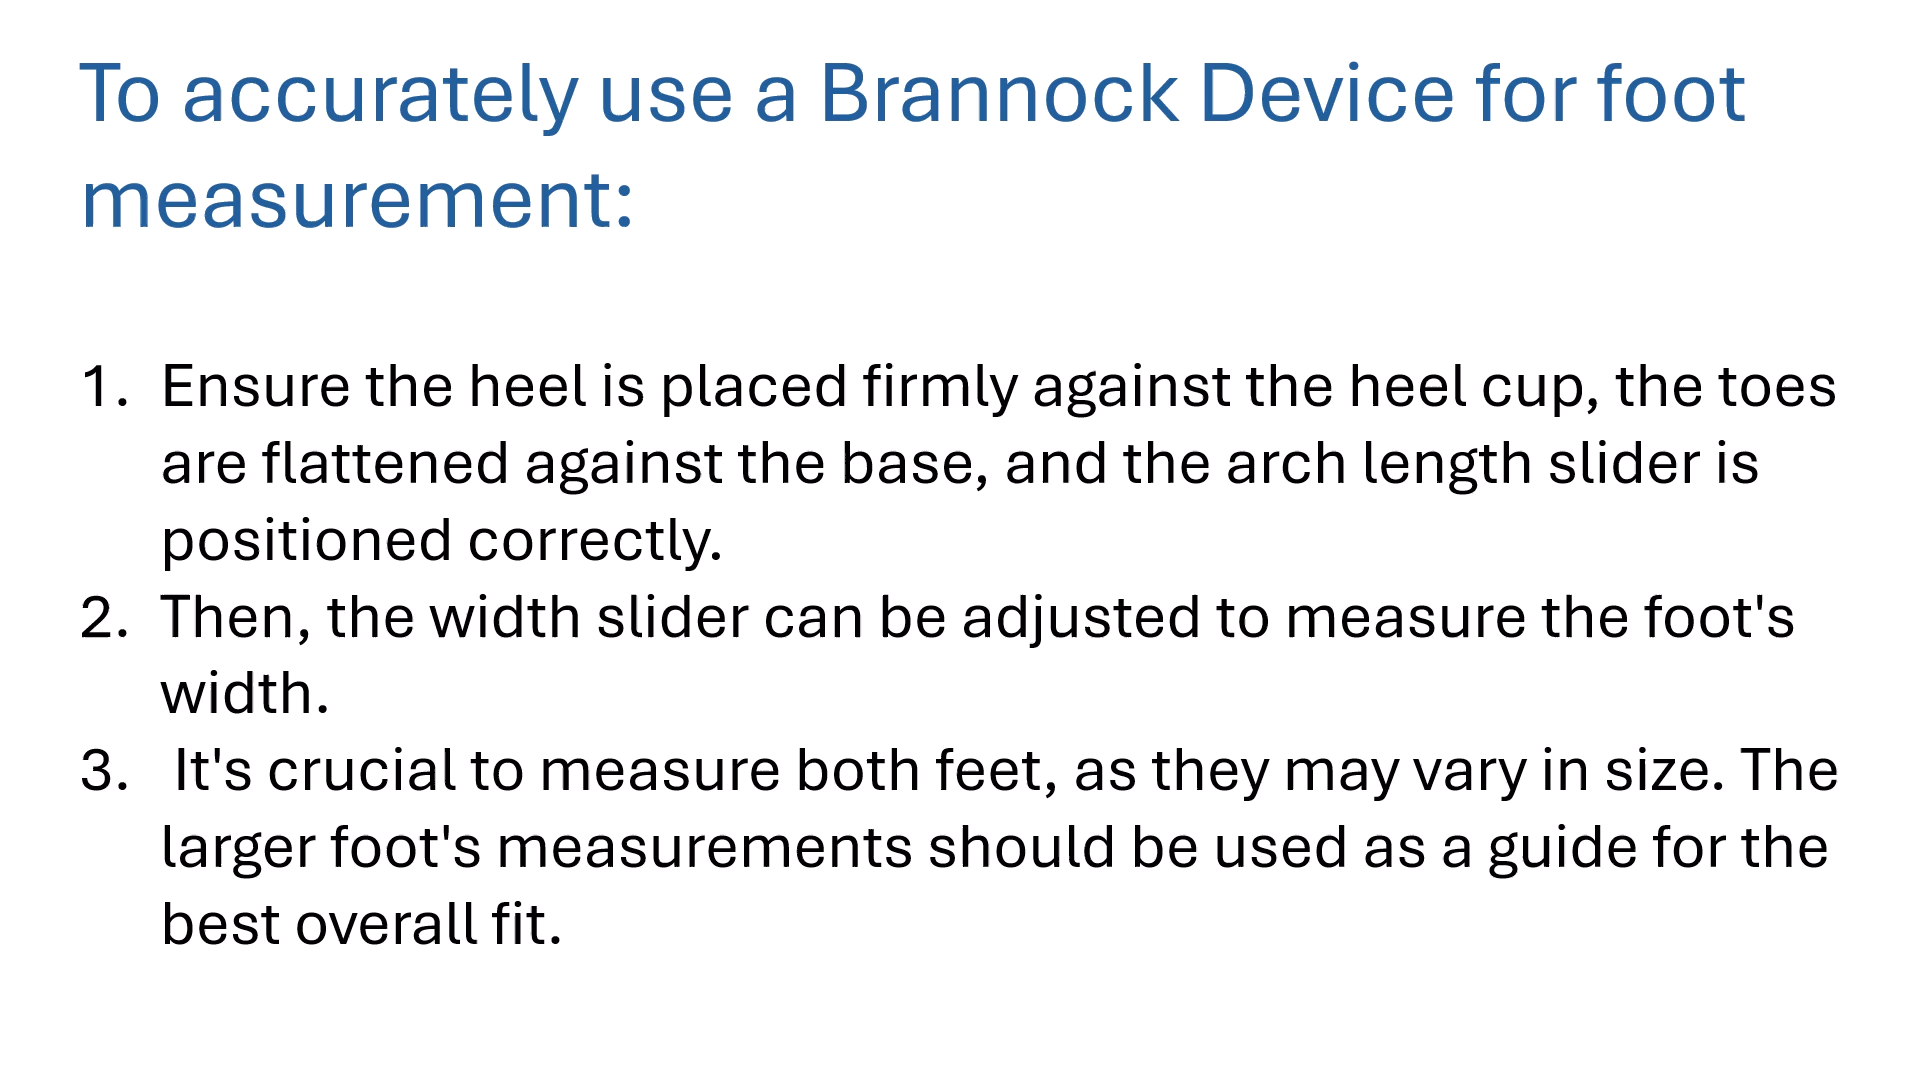 To accurately use a Brannock Device for foot
measurement:
1. Ensure the heel is placed firmly against the heel cup, the toes
are flattened against the base, and the arch length slider is
positioned correctly.
2. Then, the width slider can be adjusted to measure the foot's
width.
3. It's crucial to measure both feet, as they may vary in size. The
larger foot's measurements should be used as a guide for the
best overall fit.